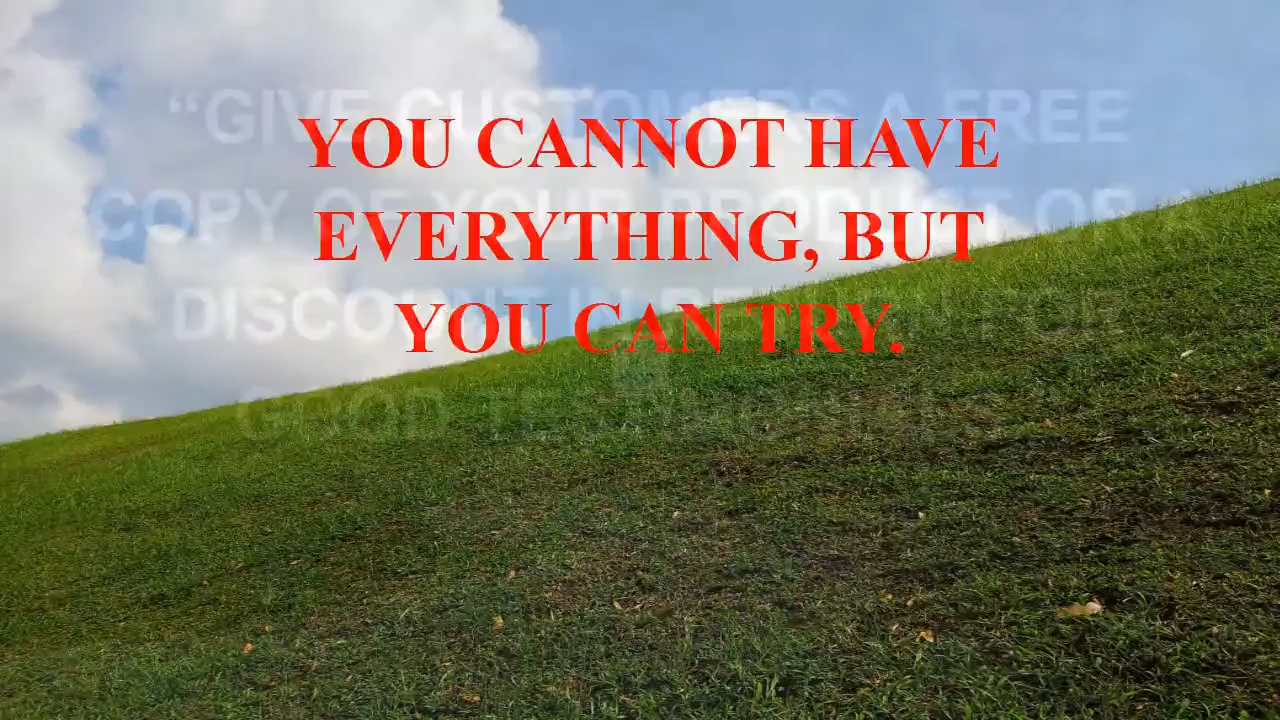 YOU CANNOT HAVE
EVERYTHING, BUT
YOU CAN TRY.
“GIVE CUSTOMERS A FREE
COPY OF YOUR PRODUCT OR A
DISCOUNT IN RETURN FOR
GOOD